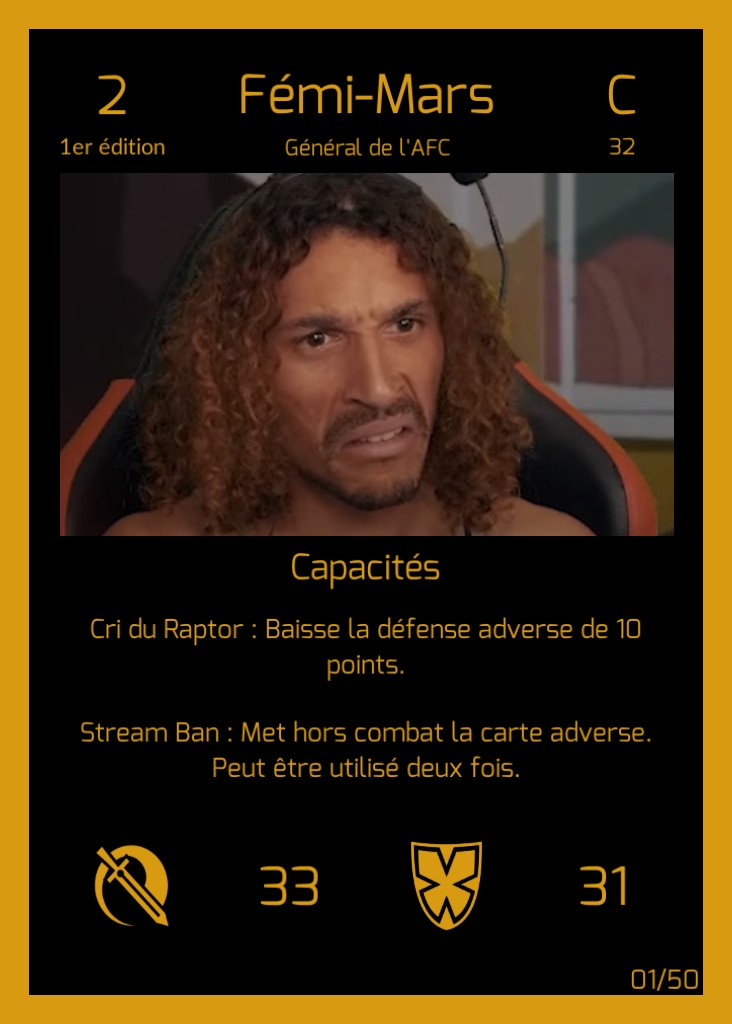 2 Fémi-Mars C
1er édition Général de l'AFC 32
Capacités
Cri du Raptor : Baisse la défense adverse de 10
points.
Stream Ban : Met hors combat la carte adverse.
Peut être utilisé deux fois.
33 31
01/50